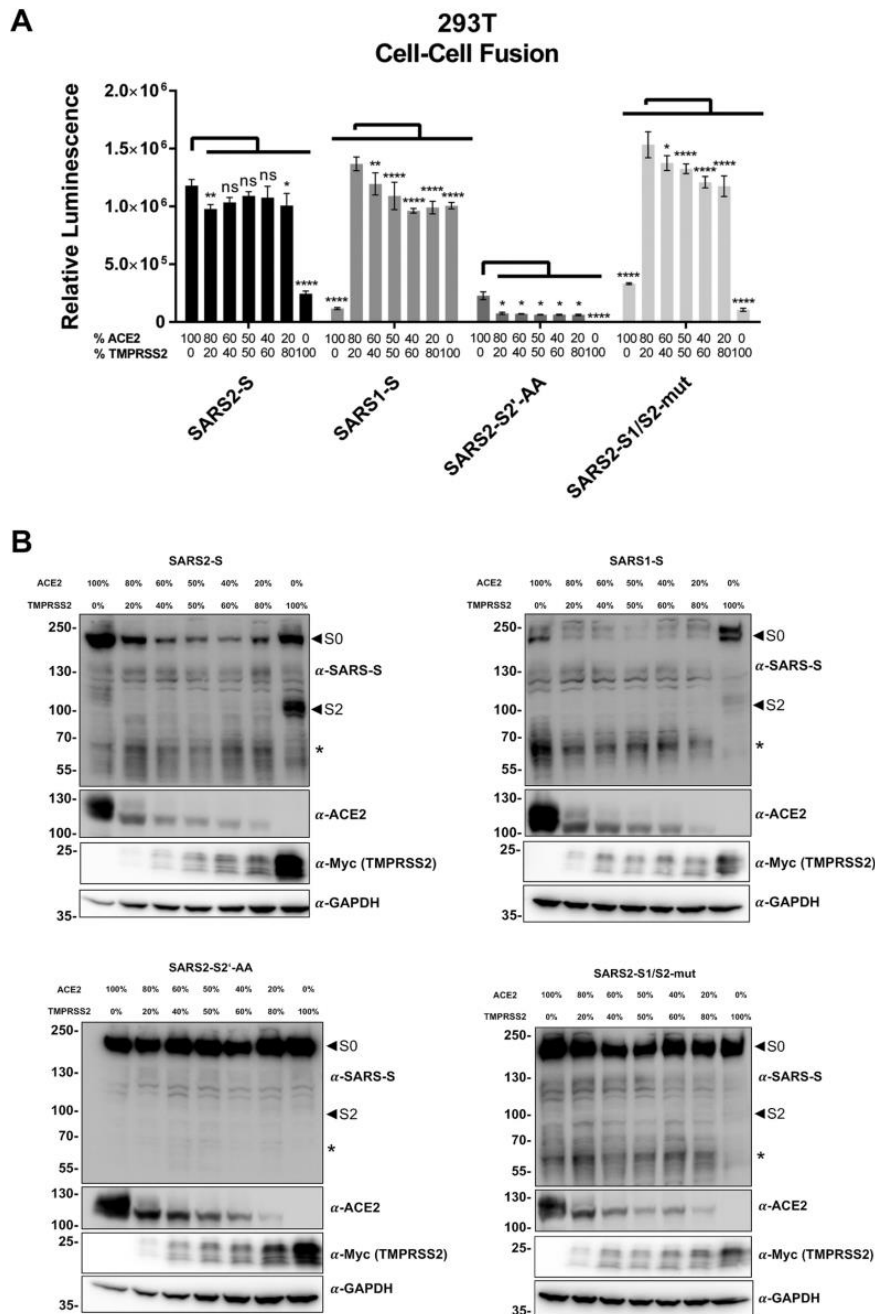 A
293T
Cell-Cell Fusion
Relative Luminescence
2.0×10⁶
1.5×10⁶
1.0×10⁶
5.0×10⁵
0
** ns ns ns * ****
**** ** **** **** **** ****
* * * * * ****
**** * **** **** **** ****
% ACE2 100 80 60 50 40 20 0 100 80 60 50 40 20 0 100 80 60 50 40 20 0 100 80 60 50 40 20 0
% TMPRSS2 0 20 40 50 60 80 100 0 20 40 50 60 80 100 0 20 40 50 60 80 100 0 20 40 50 60 80 100
SARS2-S
SARS1-S
SARS2-S2'-AA
SARS2-S1/S2-mut
B
SARS2-S
ACE2 100% 80% 60% 50% 40% 20% 0%
TMPRSS2 0% 20% 40% 50% 60% 80% 100%
250-
◄S0
130-
α-SARS-S
100-
◄S2
70-
*
55-
130-
α-ACE2
100-
25-
α-Myc (TMPRSS2)
α-GAPDH
35-
SARS1-S
ACE2 100% 80% 60% 50% 40% 20% 0%
TMPRSS2 0% 20% 40% 50% 60% 80% 100%
250-
◄S0
130-
α-SARS-S
100-
◄S2
70-
*
55-
130-
α-ACE2
100-
25-
α-Myc (TMPRSS2)
α-GAPDH
35-
SARS2-S2'-AA
ACE2 100% 80% 60% 50% 40% 20% 0%
TMPRSS2 0% 20% 40% 50% 60% 80% 100%
250-
◄S0
130-
α-SARS-S
100-
◄S2
70-
*
55-
130-
α-ACE2
100-
25-
α-Myc (TMPRSS2)
α-GAPDH
35-
SARS2-S1/S2-mut
ACE2 100% 80% 60% 50% 40% 20% 0%
TMPRSS2 0% 20% 40% 50% 60% 80% 100%
250-
◄S0
130-
α-SARS-S
100-
◄S2
70-
*
55-
130-
α-ACE2
100-
25-
α-Myc (TMPRSS2)
α-GAPDH
35-